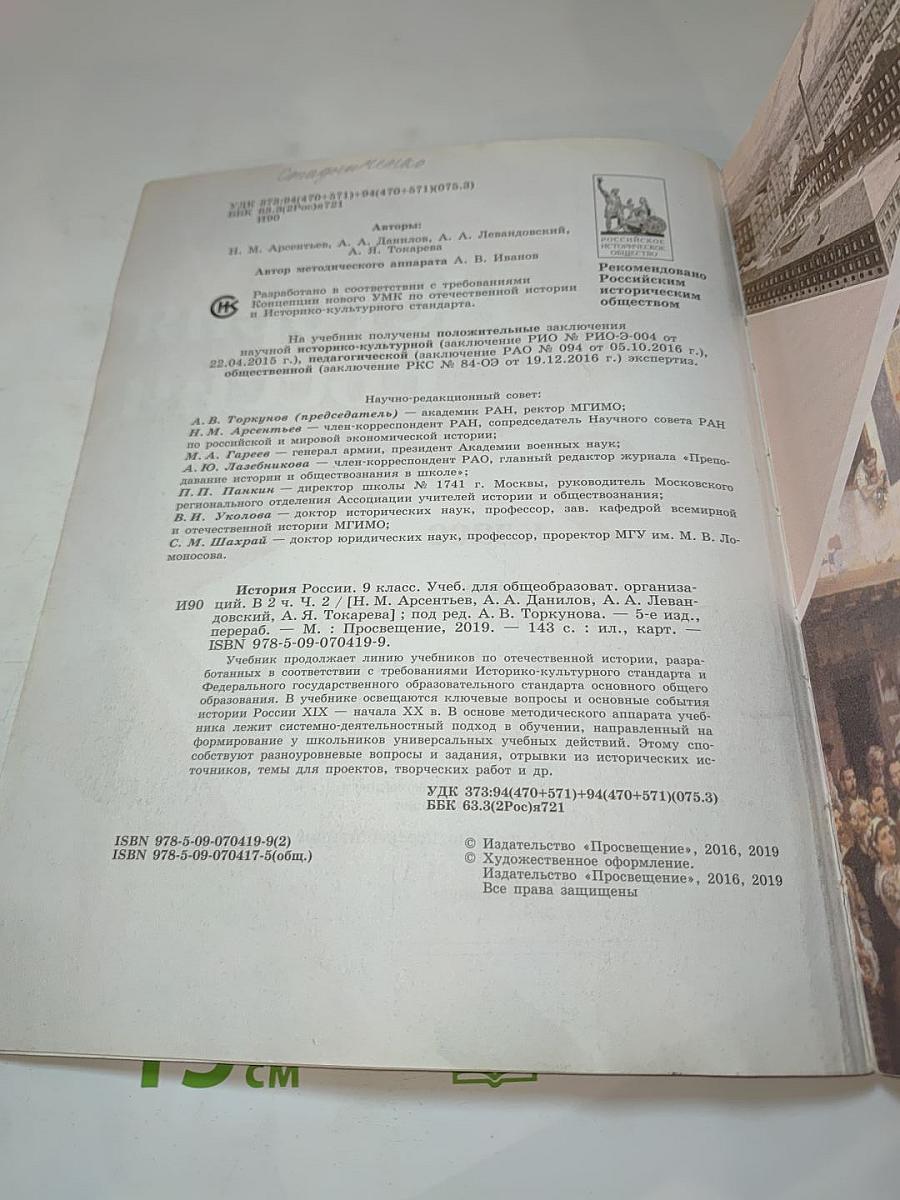 УДК 373:94(470+571)+94(470+571)(075.3)
ББК 63.3(2Рос)я721
И90
Авторы:
Н. М. Арсентьев, А. А. Данилов, А. А. Левандовский,
А. Я. Токарева
Автор методического аппарата А. В. Иванов
РОССИЙСКОЕ
ИСТОРИЧЕСКОЕ
ОБЩЕСТВО
Рекомендовано
Российским
историческим
обществом
Разработано в соответствии с требованиями
Концепции нового УМК по отечественной истории
и Историко-культурного стандарта.
На учебник получены положительные заключения
научной историко-культурной (заключение РИО № РИО-Э-004 от
22.04.2015 г.), педагогической (заключение РАО № 094 от 05.10.2016 г.),
общественной (заключение РКС № 84-ОЭ от 19.12.2016 г.) экспертиз.
Научно-редакционный совет:
А. В. Торкунов (председатель) — академик РАН, ректор МГИМО;
Н. М. Арсентьев — член-корреспондент РАН, сопредседатель Научного совета РАН
по российской и мировой экономической истории;
М. А. Гареев — генерал армии, президент Академии военных наук;
А. Ю. Лазебникова — член-корреспондент РАО, главный редактор журнала «Препо-
давание истории и обществознания в школе»;
П. П. Панкин — директор школы № 1741 г. Москвы, руководитель Московского
регионального отделения Ассоциации учителей истории и обществознания;
В. И. Уколова — доктор исторических наук, профессор, зав. кафедрой всемирной
и отечественной истории МГИМО;
С. М. Шахрай — доктор юридических наук, профессор, проректор МГУ им. М. В. Ло-
моносова.
История России. 9 класс. Учеб. для общеобразоват. организа-
И90 ций. В 2 ч. Ч. 2 / [Н. М. Арсентьев, А. А. Данилов, А. А. Леван-
довский, А. Я. Токарева] ; под ред. А. В. Торкунова. — 5-е изд.,
перераб. — М. : Просвещение, 2019. — 143 с. : ил., карт. —
ISBN 978-5-09-070419-9.
Учебник продолжает линию учебников по отечественной истории, разра-
ботанных в соответствии с требованиями Историко-культурного стандарта и
Федерального государственного образовательного стандарта основного общего
образования. В учебнике освещаются ключевые вопросы и основные события
истории России XIX — начала XX в. В основе методического аппарата учеб-
ника лежит системно-деятельностный подход в обучении, направленный на
формирование у школьников универсальных учебных действий. Этому спо-
собствуют разноуровневые вопросы и задания, отрывки из исторических ис-
точников, темы для проектов, творческих работ и др.
УДК 373:94(470+571)+94(470+571)(075.3)
ББК 63.3(2Рос)я721
ISBN 978-5-09-070419-9(2)
ISBN 978-5-09-070417-5(общ.)
© Издательство «Просвещение», 2016, 2019
© Художественное оформление.
Издательство «Просвещение», 2016, 2019
Все права защищены
15 см